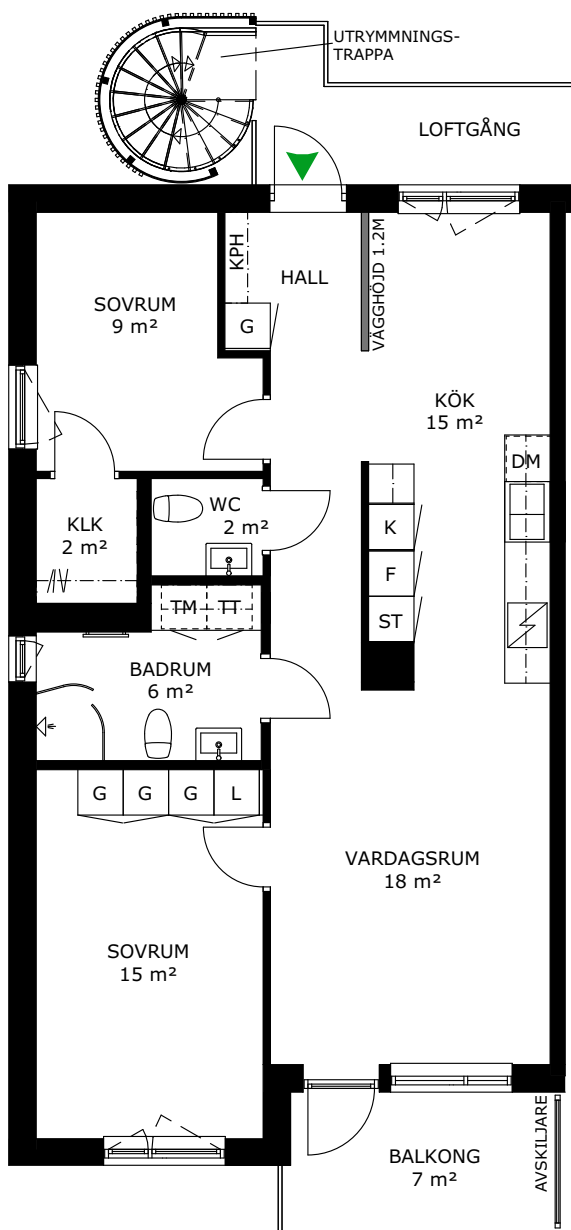 UTRYMMNINGS-
TRAPPA
LOFTGÅNG
KPH
HALL
VÄGGHÖJD 1.2M
SOVRUM
9 m²
G
KÖK
15 m²
DM
WC
2 m²
K
KLK
2 m²
F
TM
TT
ST
BADRUM
6 m²
G
G
G
L
VARDAGSRUM
18 m²
SOVRUM
15 m²
BALKONG
7 m²
AVSKILJARE